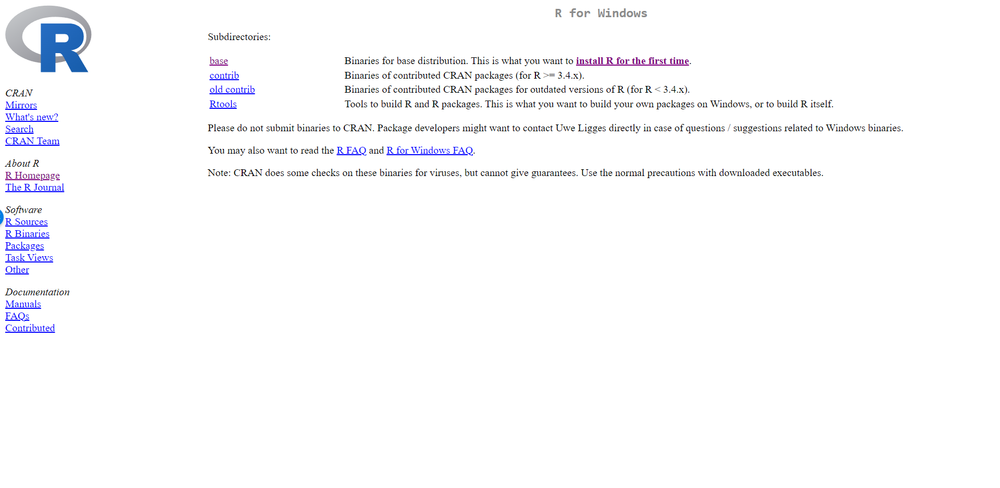 R
CRAN
Mirrors
What's new?
Search
CRAN Team
About R
R Homepage
The R Journal
Software
R Sources
R Binaries
Packages
Task Views
Other
Documentation
Manuals
FAQs
Contributed
R for Windows
Subdirectories:
base Binaries for base distribution. This is what you want to install R for the first time.
contrib Binaries of contributed CRAN packages (for R >= 3.4.x).
old contrib Binaries of contributed CRAN packages for outdated versions of R (for R < 3.4.x).
Rtools Tools to build R and R packages. This is what you want to build your own packages on Windows, or to build R itself.
Please do not submit binaries to CRAN. Package developers might want to contact Uwe Ligges directly in case of questions / suggestions related to Windows binaries.
You may also want to read the R FAQ and R for Windows FAQ.
Note: CRAN does some checks on these binaries for viruses, but cannot give guarantees. Use the normal precautions with downloaded executables.